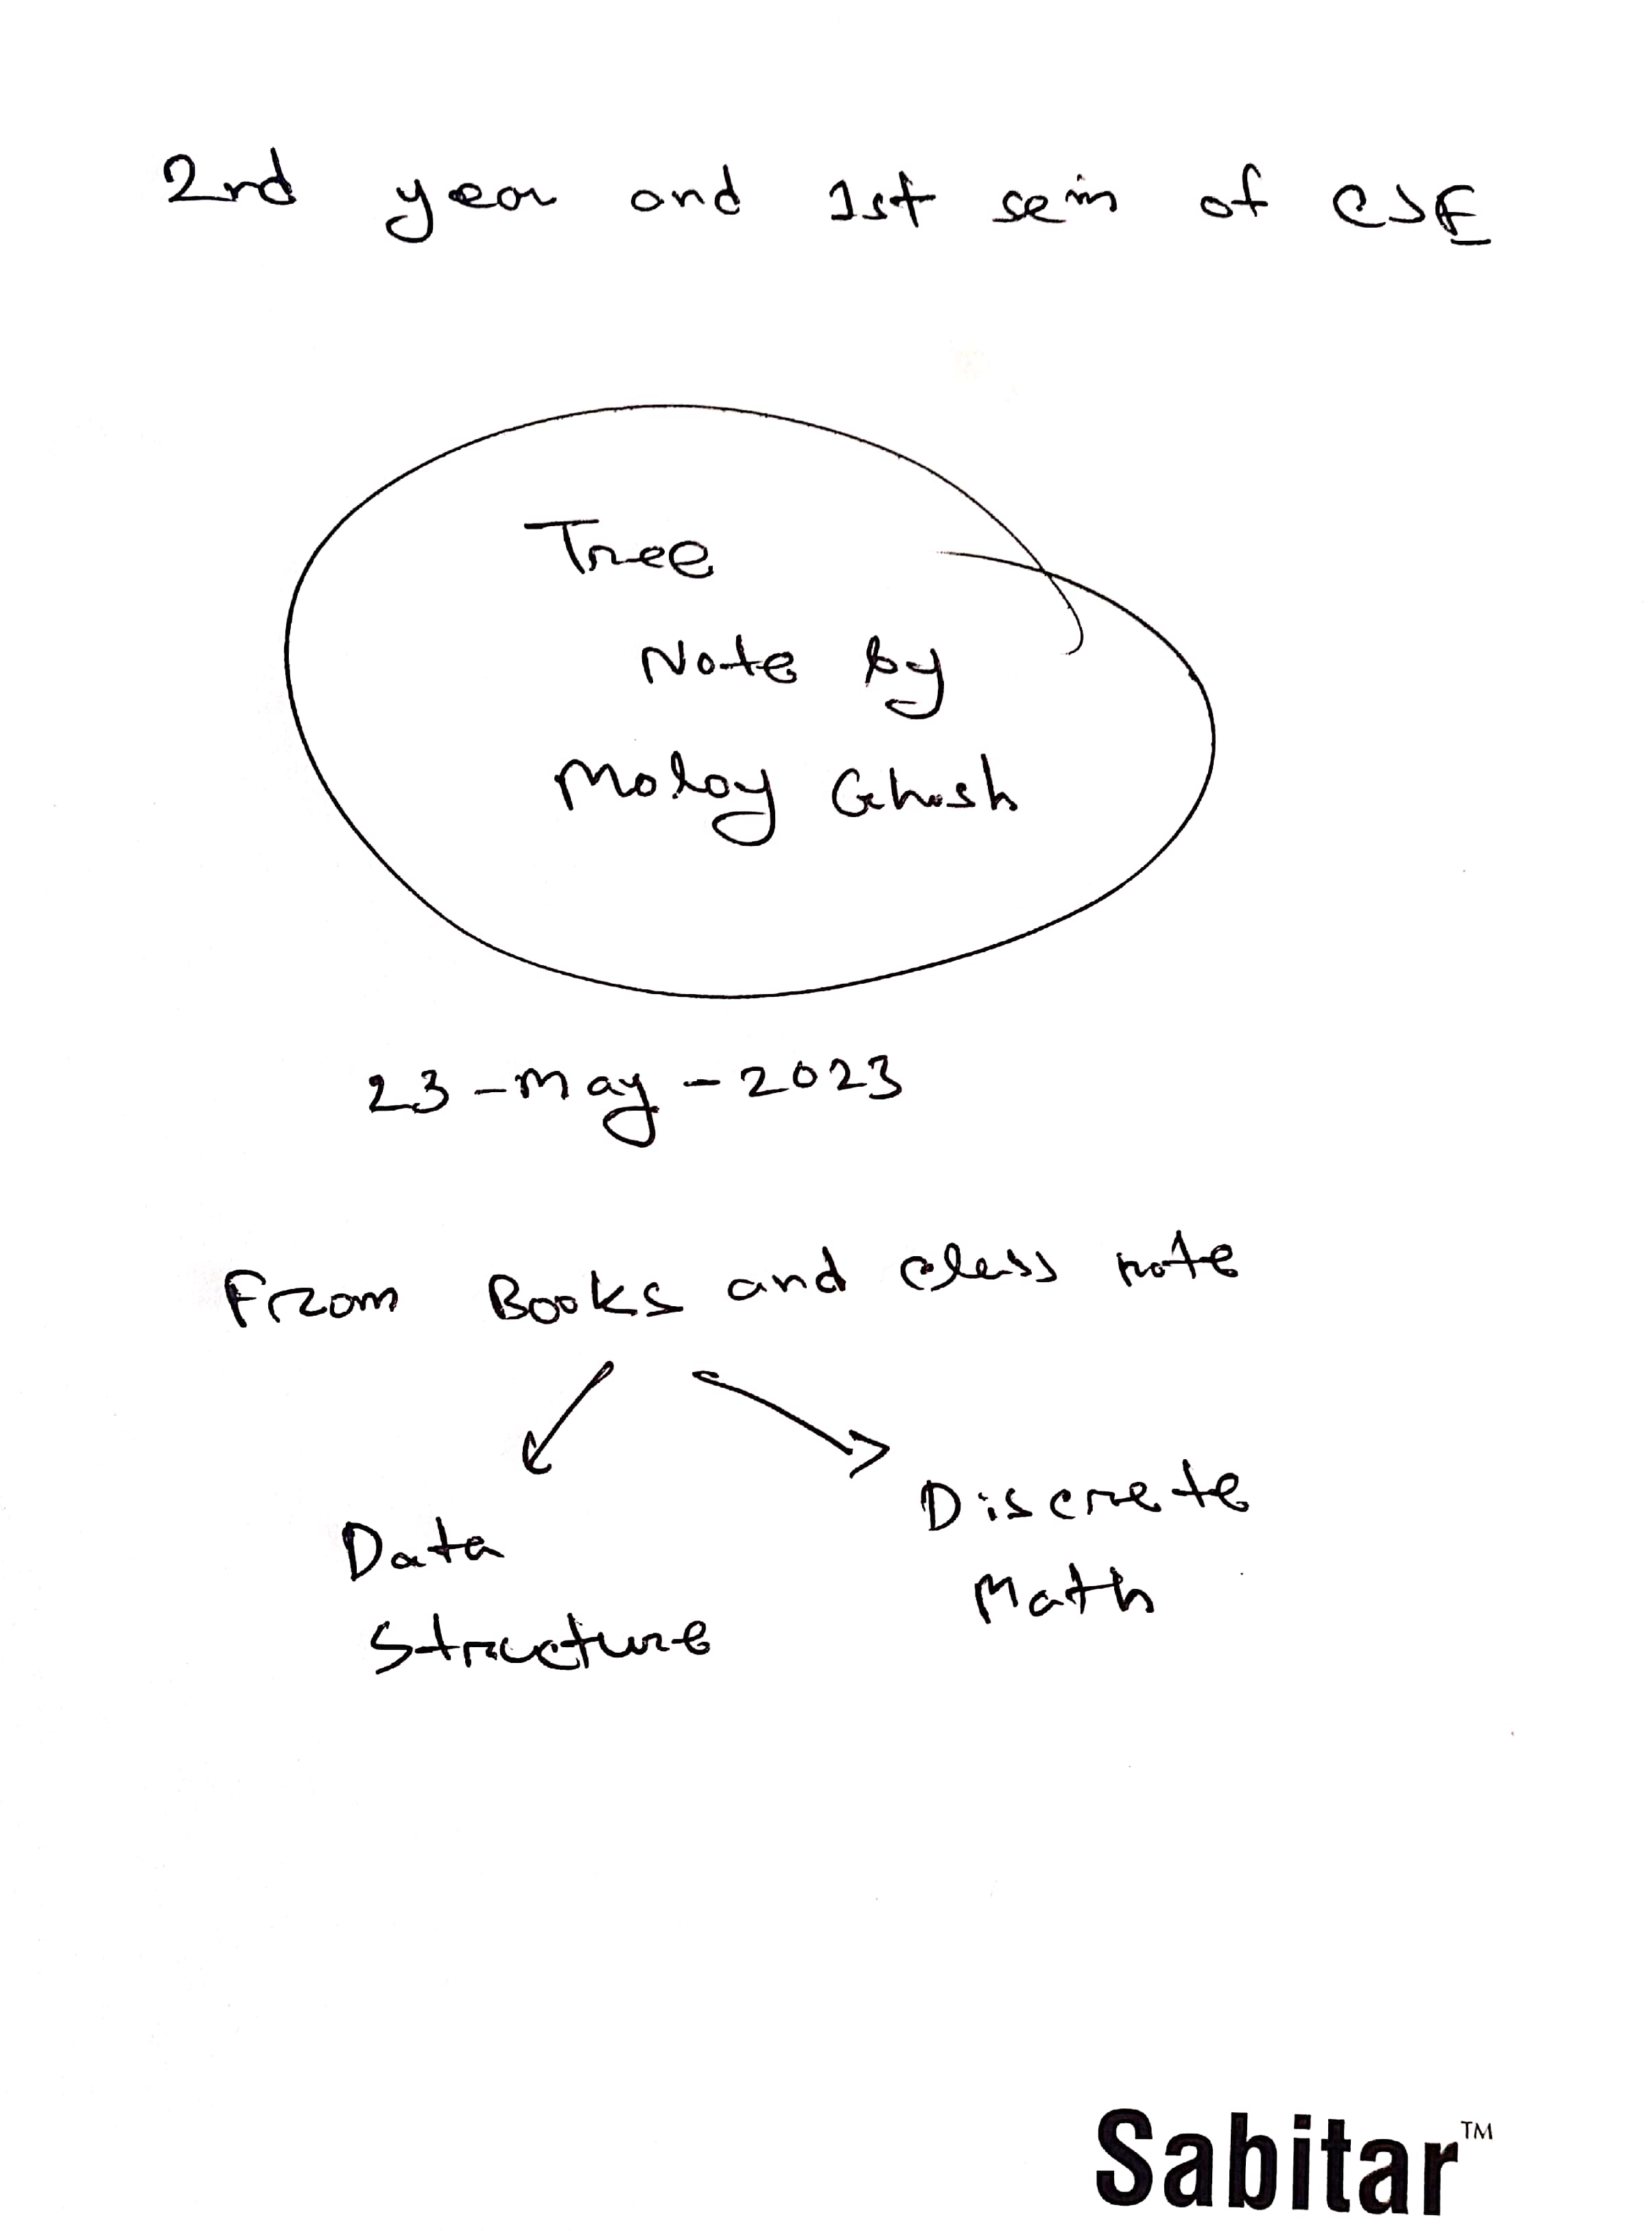 2nd year and 1st sem of CSE
Tree
Note by
Moloy Ghosh
23-May-2023
From Books and class note
Data
Structure
Discrete
Math
Sabitar™